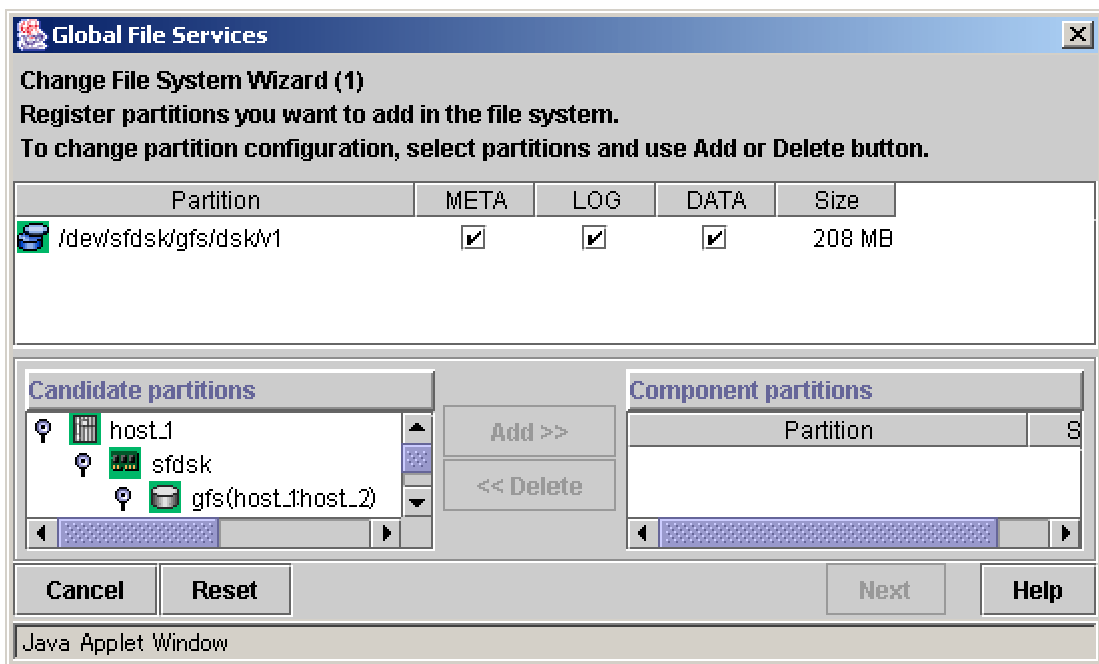 Global File Services
Change File System Wizard (1)
Register partitions you want to add in the file system.
To change partition configuration, select partitions and use Add or Delete button.
Partition META LOG DATA Size
/dev/sfdsk/gfs/dsk/v1 208 MB
Candidate partitions
Component partitions
host_1
sfdsk
gfs(host_1:host_2)
Add >>
<< Delete
Partition S
Cancel Reset Next Help
Java Applet Window